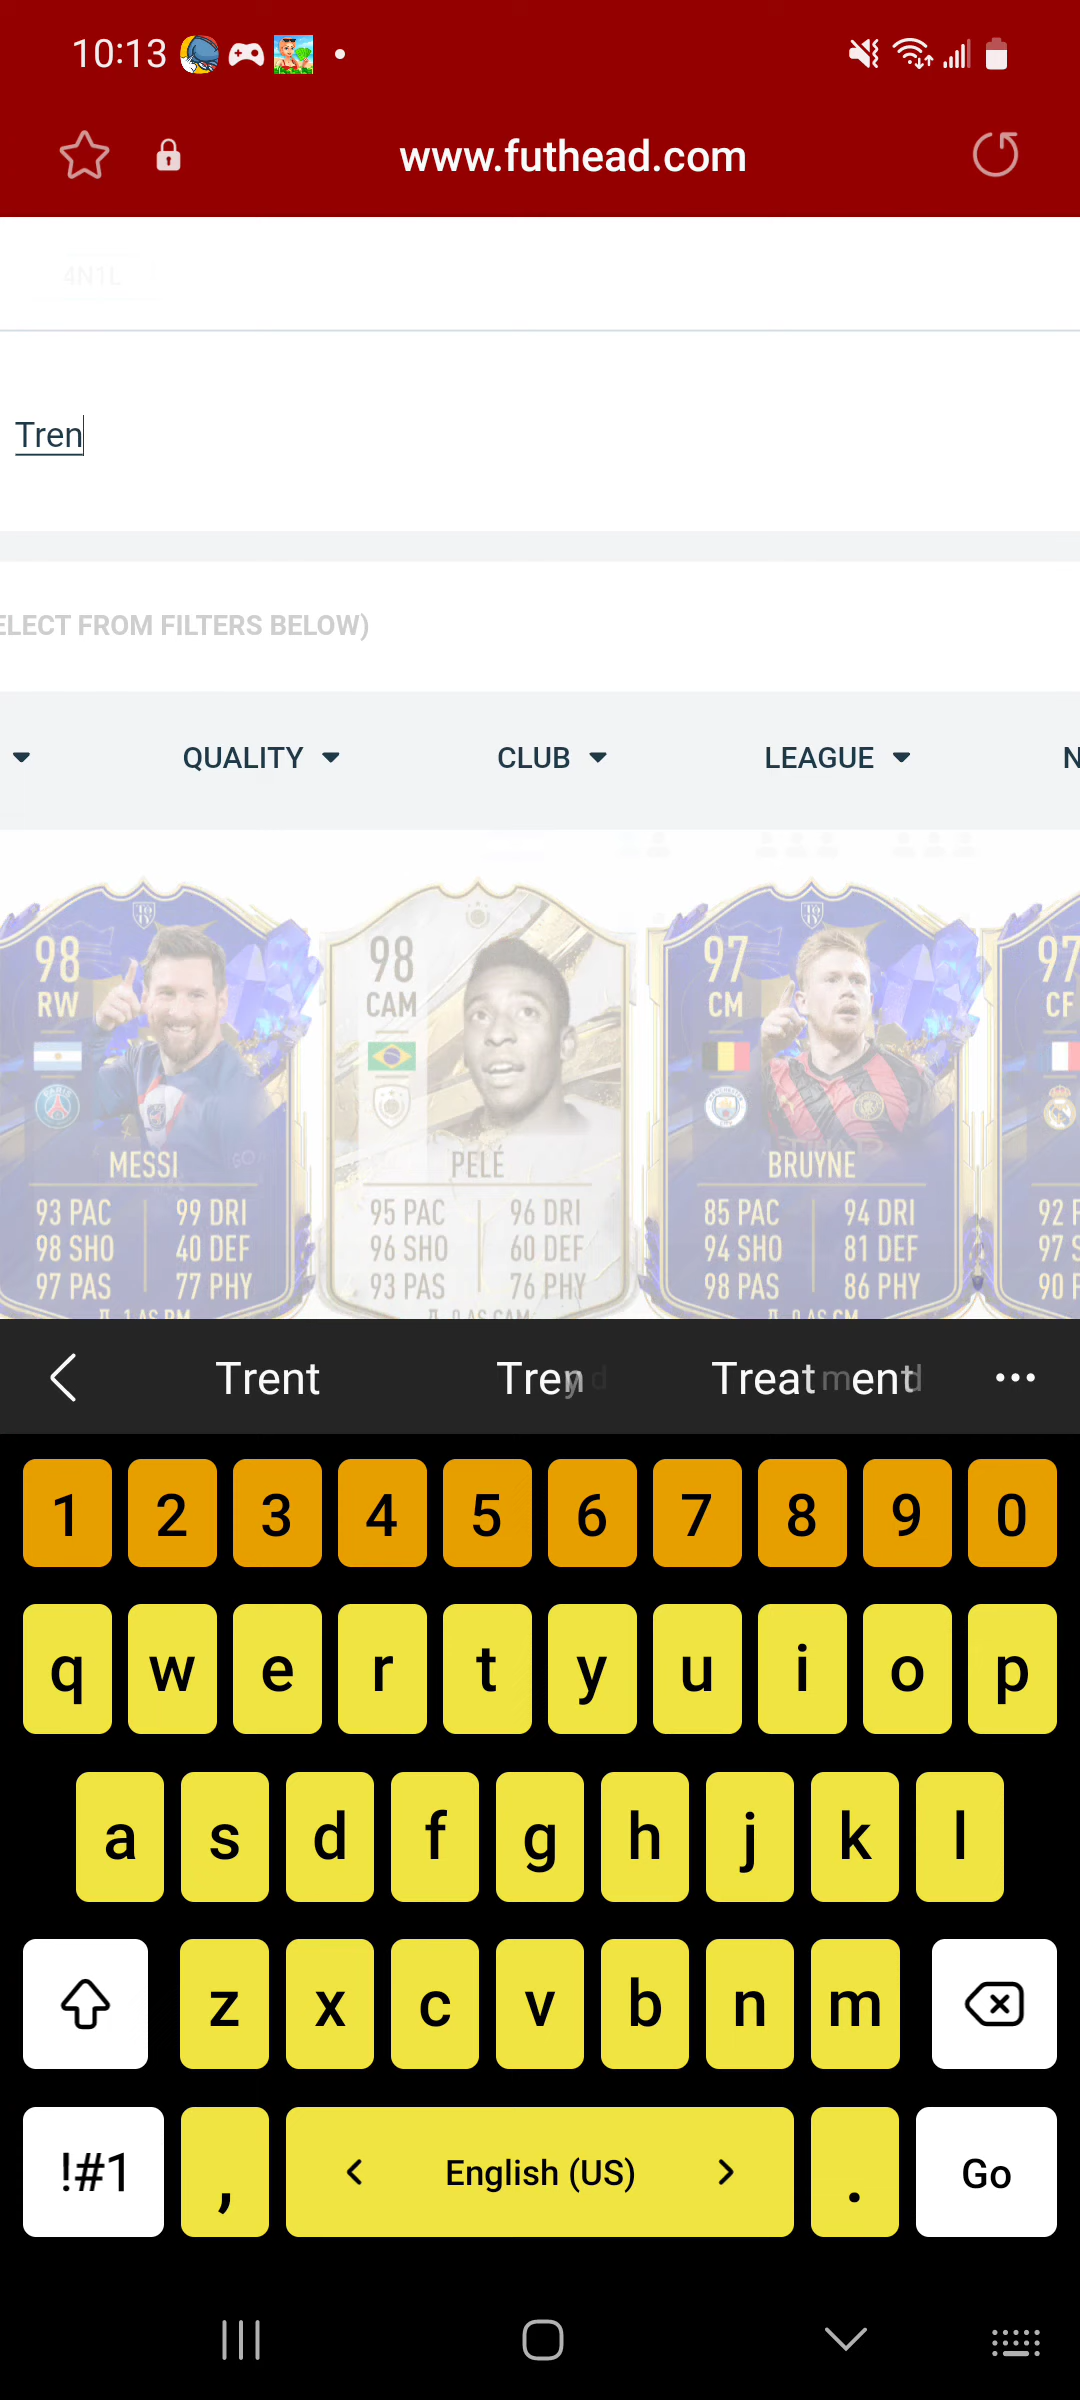 10:13
www.futhead.com
4N1L
Tren
ELECT FROM FILTERS BELOW)
QUALITY CLUB LEAGUE N
98 98 97 97
RW CAM CM CF
MESSI PELÉ BRUYNE
93 PAC 99 DRI 95 PAC 96 DRI 85 PAC 94 DRI 92 P
98 SHO 40 DEF 96 SHO 60 DEF 94 SHO 81 DEF 97 S
97 PAS 77 PHY 93 PAS 76 PHY 98 PAS 86 PHY 90 P
Trent Treatment
1 2 3 4 5 6 7 8 9 0
q w e r t y u i o p
a s d f g h j k l
z x c v b n m
!#1 , English (US) . Go